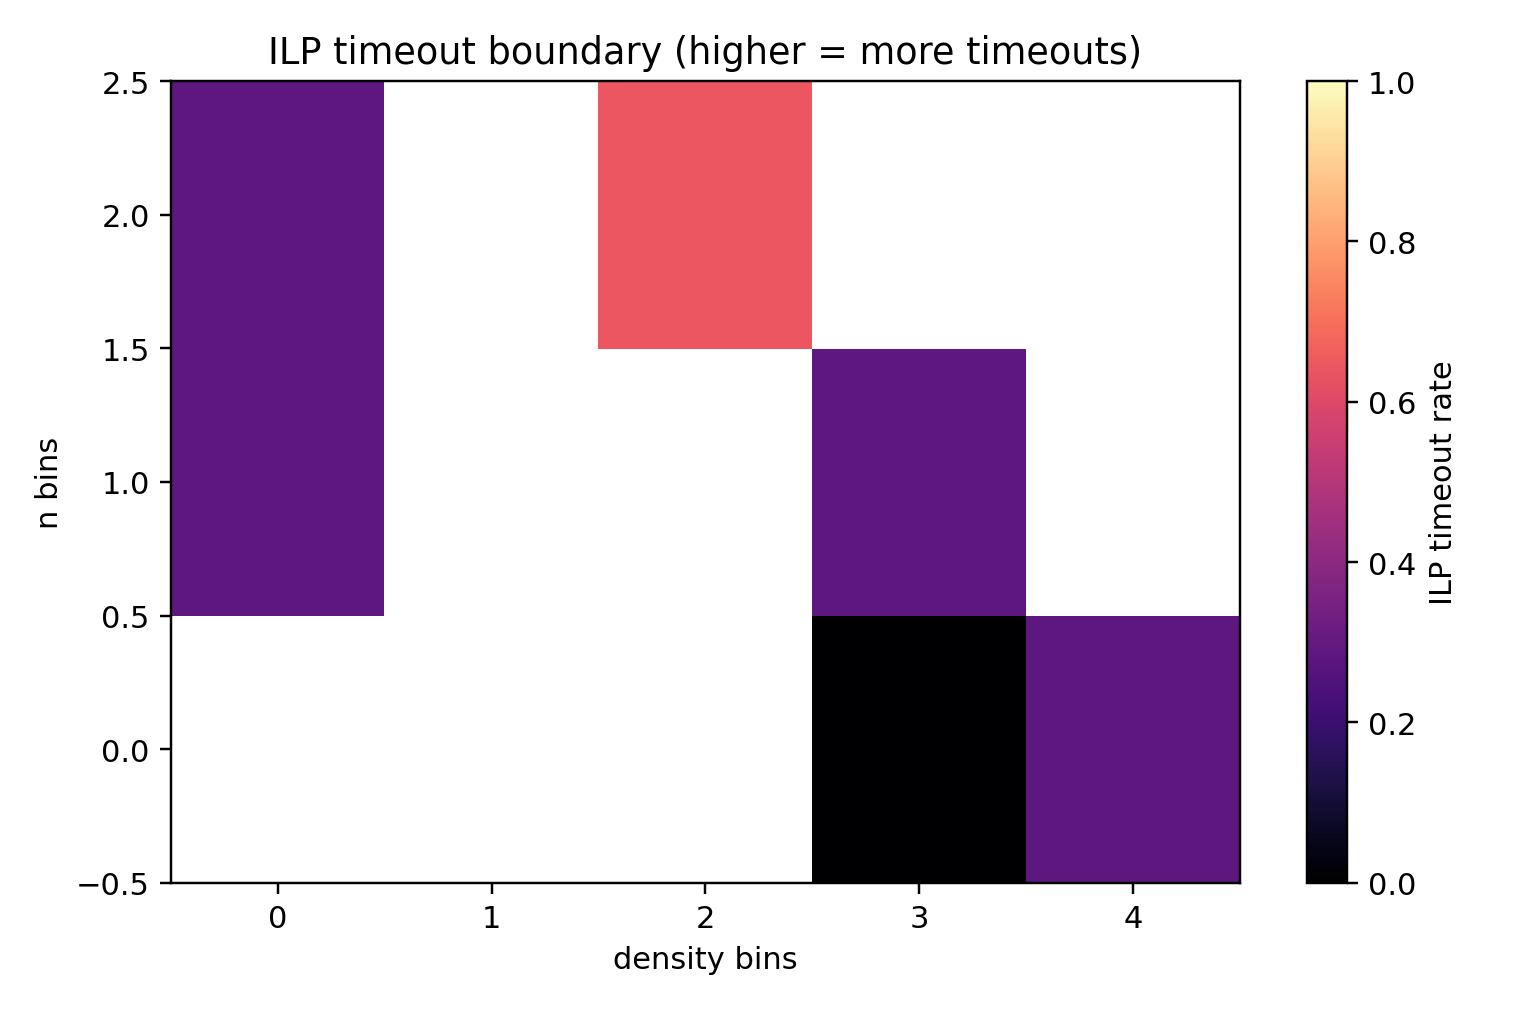 ILP timeout boundary (higher = more timeouts)
2.5
2.0
1.5
1.0
0.5
0.0
−0.5
n bins
0 1 2 3 4
density bins
1.0
0.8
0.6
0.4
0.2
0.0
ILP timeout rate